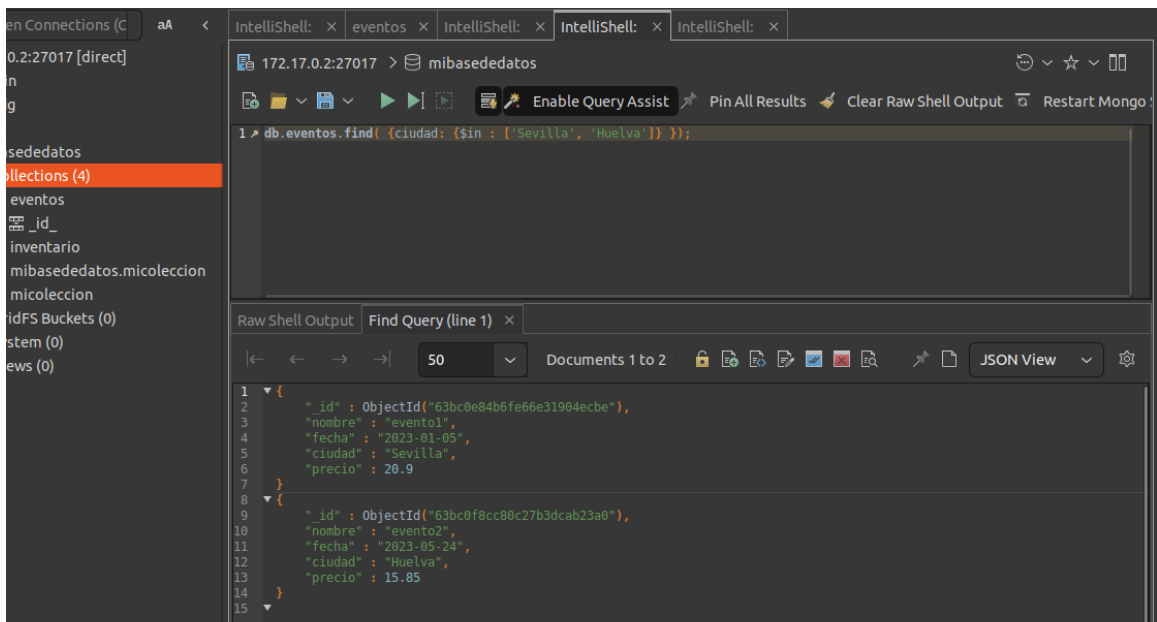 en Connections (C aA <
0.2:27017 [direct]
in
g
asededatos
ollections (4)
eventos
_id_
inventario
mibasededatos.micoleccion
micoleccion
ridFS Buckets (0)
stem (0)
ews (0)
IntelliShell: × eventos × IntelliShell: × IntelliShell: × IntelliShell: ×
172.17.0.2:27017 > mibasededatos
Enable Query Assist Pin All Results Clear Raw Shell Output Restart Mongo S
1 db.eventos.find( {ciudad: {$in : ['Sevilla', 'Huelva']} });
Raw Shell Output Find Query (line 1) ×
50 Documents 1 to 2 JSON View
1 {
2 "_id" : ObjectId("63bc0e84b6fe66e31904ecbe"),
3 "nombre" : "evento1",
4 "fecha" : "2023-01-05",
5 "ciudad" : "Sevilla",
6 "precio" : 20.9
7 }
8 {
9 "_id" : ObjectId("63bc0f8cc80c27b3dcab23a0"),
10 "nombre" : "evento2",
11 "fecha" : "2023-05-24",
12 "ciudad" : "Huelva",
13 "precio" : 15.85
14 }
15